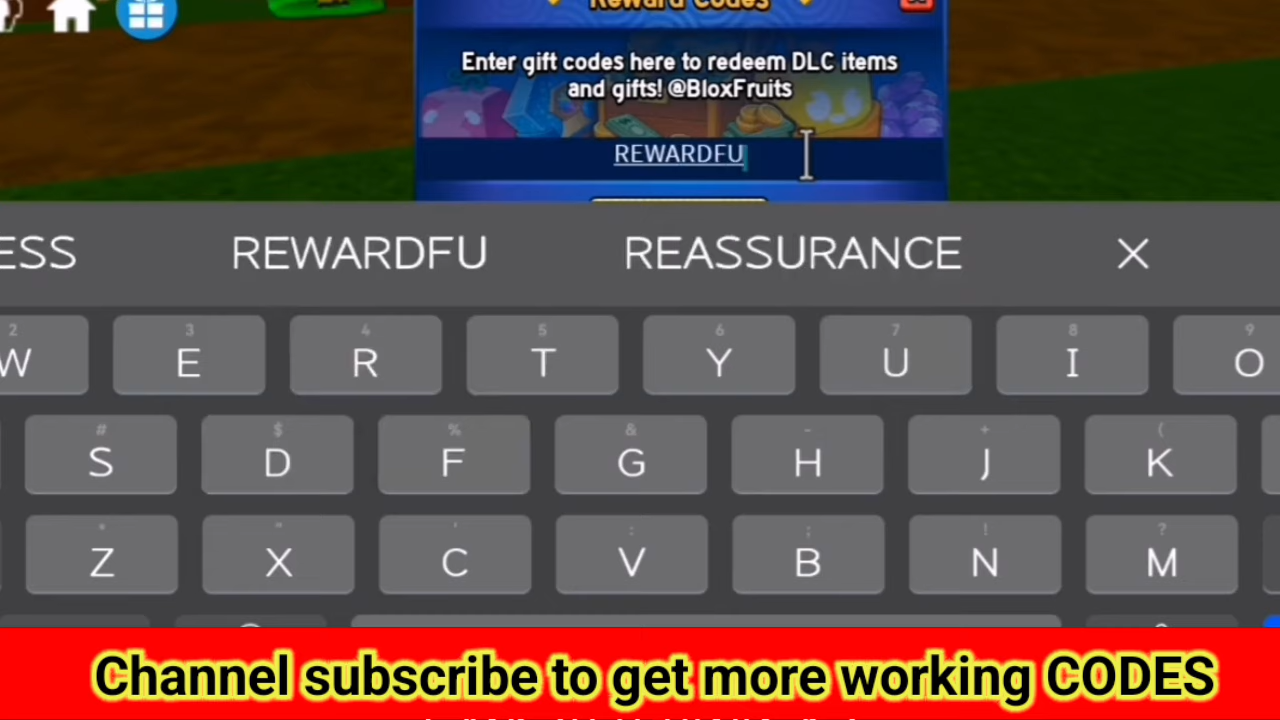 Reward Codes
Enter gift codes here to redeem DLC items
and gifts! @BloxFruits
REWARDFU
ESS REWARDFU REASSURANCE ×
2 3 4 5 6 7 8 9
W E R T Y U I O
# $ % & - + (
S D F G H J K
* " ' : ; ! ?
Z X C V B N M
Channel subscribe to get more working CODES